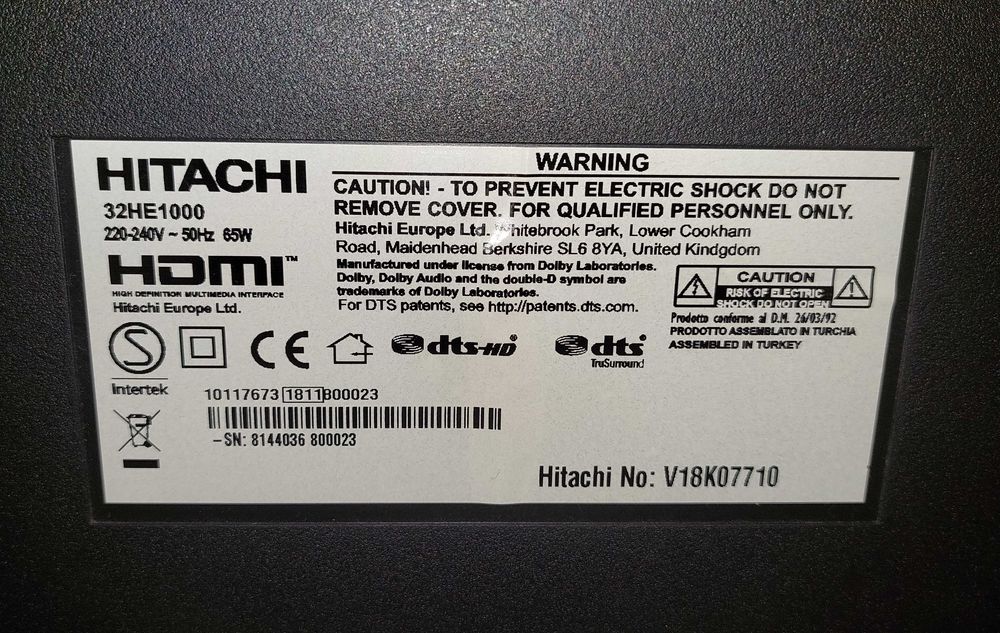 HITACHI
32HE1000
220-240V ~ 50Hz 65W
HDMI™
HIGH DEFINITION MULTIMEDIA INTERFACE
Hitachi Europe Ltd.
WARNING
CAUTION! - TO PREVENT ELECTRIC SHOCK DO NOT
REMOVE COVER. FOR QUALIFIED PERSONNEL ONLY.
Hitachi Europe Ltd. Whitebrook Park, Lower Cookham
Road, Maidenhead Berkshire SL6 8YA, United Kindgdom
Manufactured under license from Dolby Laboratories.
Dolby, Dolby Audio and the double-D symbol are
trademarks of Dolby Laboratories.
For DTS patents, see http://patents.dts.com.
CAUTION
RISK OF ELECTRIC
SHOCK DO NOT OPEN
Prodotto conforme al D.M. 26/03/92
PRODOTTO ASSEMBLATO IN TURCHIA
ASSEMBLED IN TURKEY
S
Intertek
CE
dts-HD
dts
TruSurround
10117673 1811 800023
-SN: 8144036 800023
Hitachi No: V18K07710